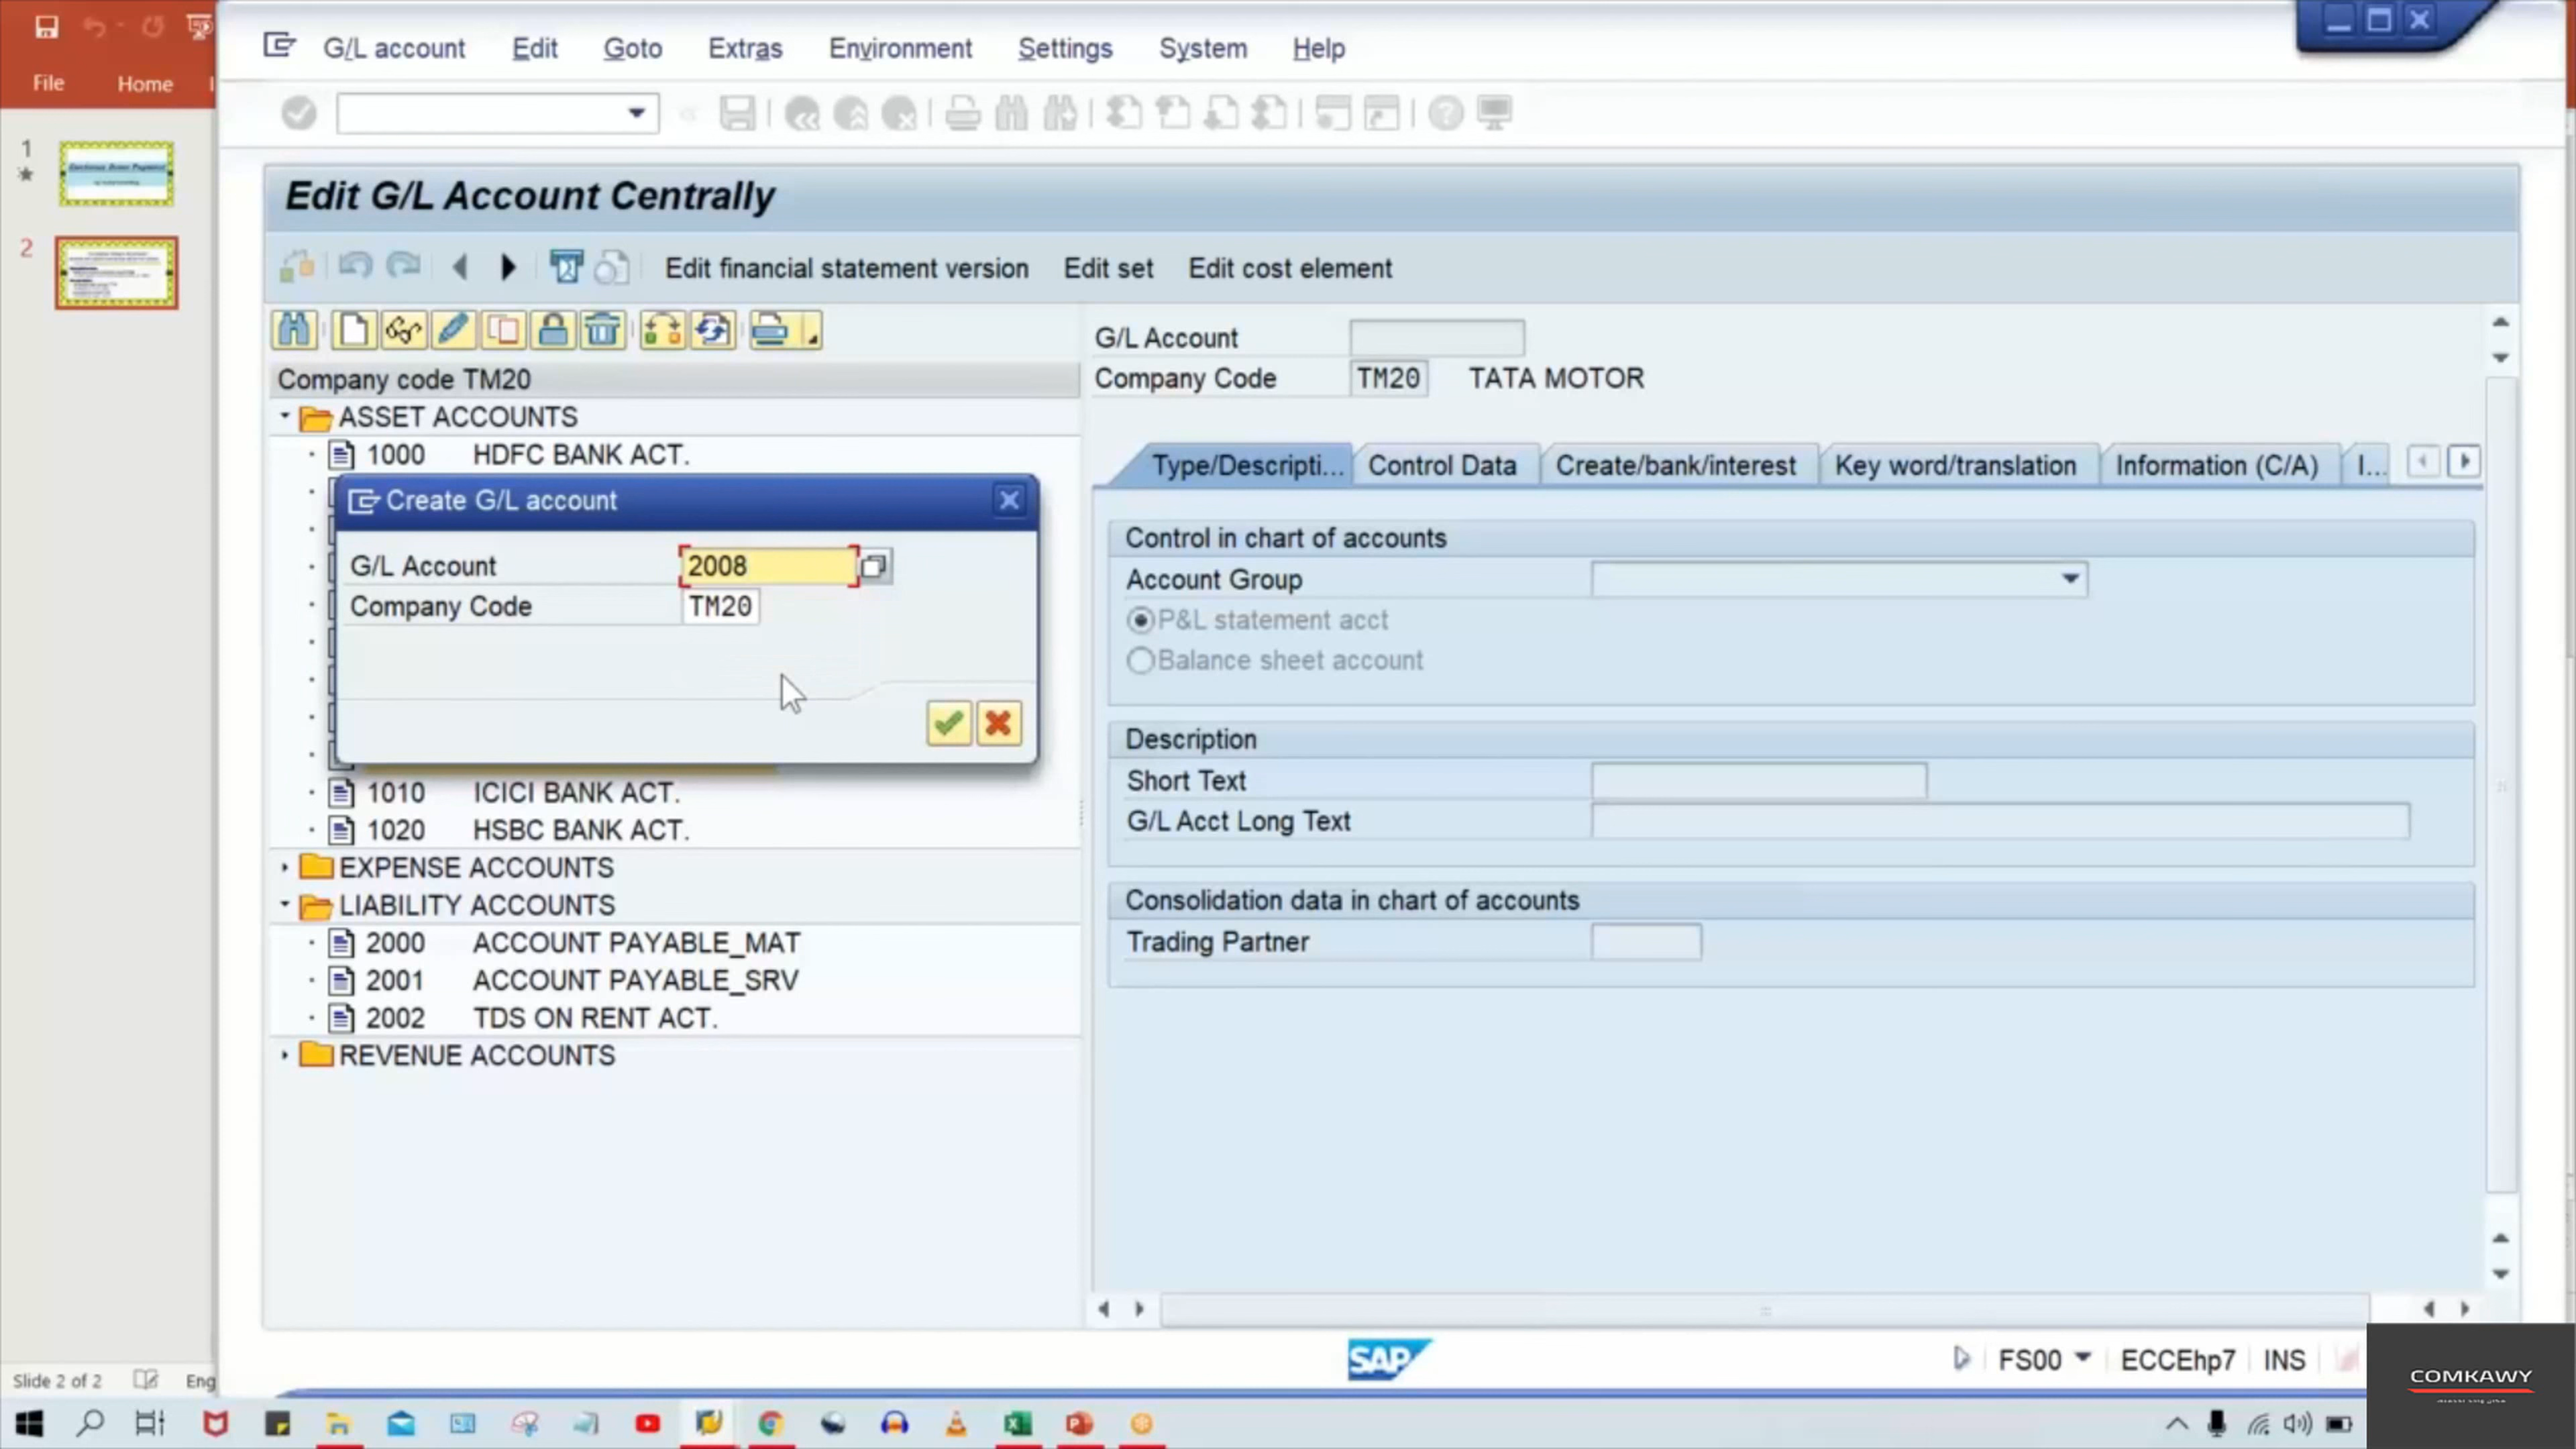 G/L account Edit Goto Extras Environment Settings System Help
File Home
1
2
Edit G/L Account Centrally
Edit financial statement version Edit set Edit cost element
Company code TM20
ASSET ACCOUNTS
1000 HDFC BANK ACT.
Create G/L account
G/L Account 2008
Company Code TM20
1010 ICICI BANK ACT.
1020 HSBC BANK ACT.
EXPENSE ACCOUNTS
LIABILITY ACCOUNTS
2000 ACCOUNT PAYABLE_MAT
2001 ACCOUNT PAYABLE_SRV
2002 TDS ON RENT ACT.
REVENUE ACCOUNTS
G/L Account
Company Code TM20 TATA MOTOR
Type/Descripti... Control Data Create/bank/interest Key word/translation Information (C/A) I...
Control in chart of accounts
Account Group
P&L statement acct
Balance sheet account
Description
Short Text
G/L Acct Long Text
Consolidation data in chart of accounts
Trading Partner
SAP
FS00 ECCEhp7 INS
Slide 2 of 2 Eng
COMKAWY